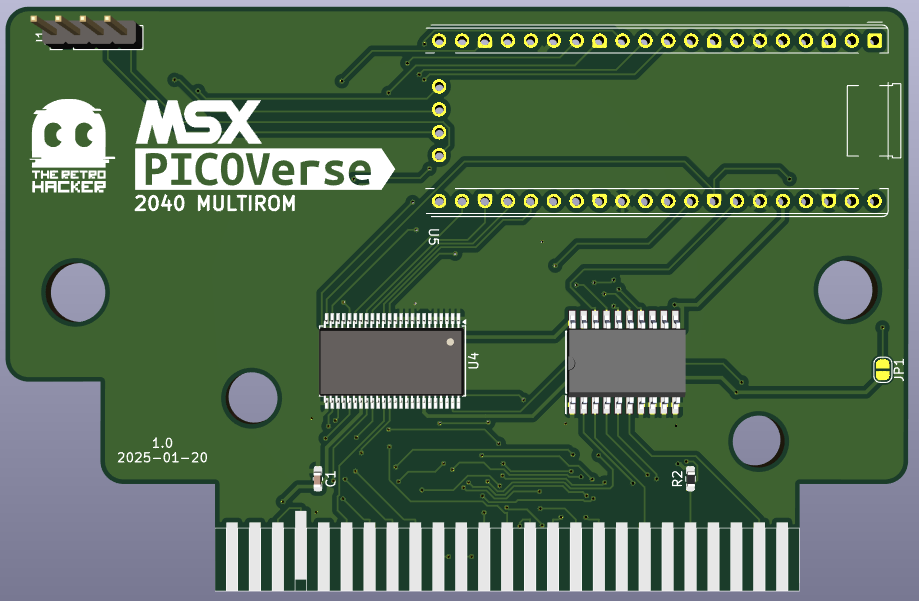 MSX
PICOVerse
2040 MULTIROM
THE RETRO
HACKER
U5
U4
JP1
1.0
2025-01-20
C1
R2